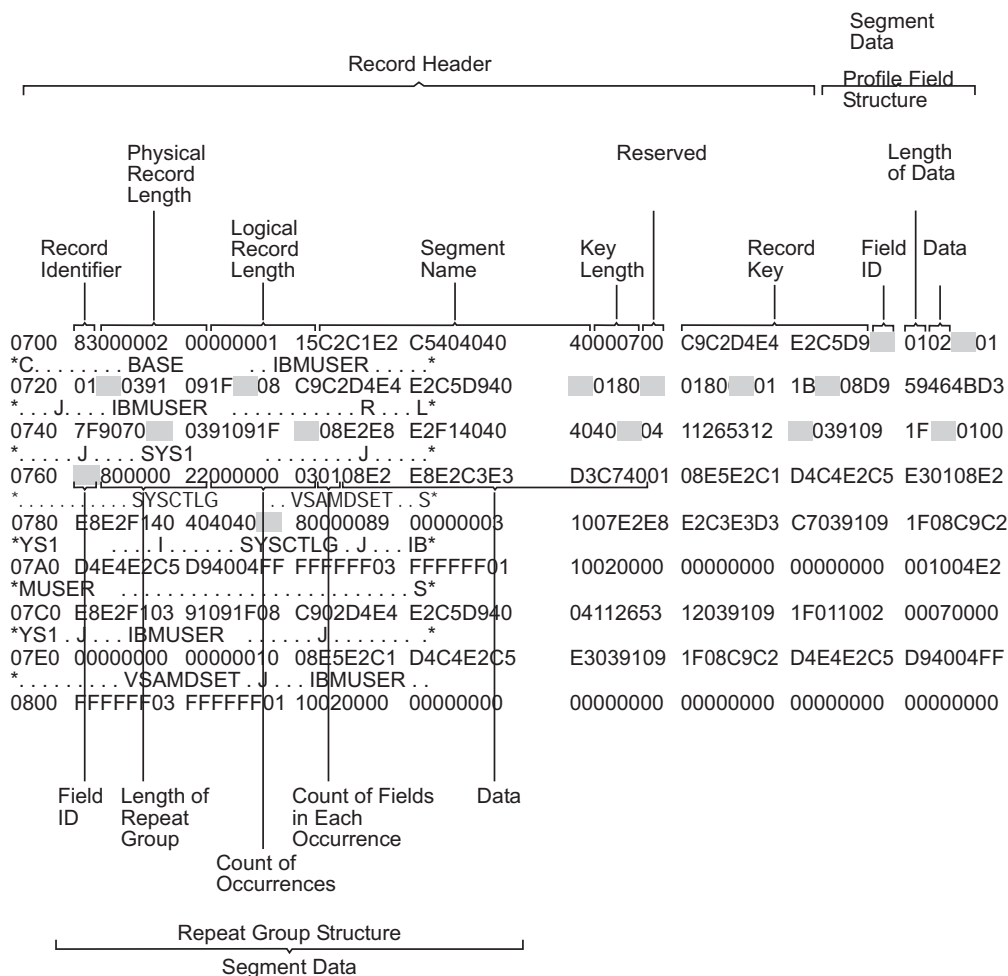 Segment
Data
Record Header
Profile Field
Structure
Physical
Record
Length
Reserved
Length
of Data
Logical
Record
Length
Record
Identifier
Segment
Name
Key
Length
Record
Key
Field
ID
Data
0700 83000002 00000001 15C2C1E2 C5404040 40000700 C9C2D4E4 E2C5D9 0102 01
*C. . . . . . . . BASE . . IBMUSER . . . . .*
0720 01 0391 091F 08 C9C2D4E4 E2C5D940 0180 0180 01 1B 08D9 59464BD3
*. . . J. . . IBMUSER . . . . . . . . . . . R . . . L*
0740 7F9070 0391091F 08E2E8 E2F14040 4040 04 11265312 039109 1F 0100
*. . . . . J . . . SYS1 . . . . . . . . J . . . .*
0760 800000 22000000 030108E2 E8E2C3E3 D3C74001 08E5E2C1 D4C4E2C5 E30108E2
*. . . . . . . . . . SYSCTLG . . VSAMDSET . . S*
0780 E8E2F140 404040 80000089 00000003 1007E2E8 E2C3E3D3 C7039109 1F08C9C2
*YS1 . . . . I . . . . . . SYSCTLG . J . . IB*
07A0 D4E4E2C5 D94004FF FFFFFF03 FFFFFF01 10020000 00000000 00000000 001004E2
*MUSER . . . . . . . . . . . . . . . . . . . . . . . . . . . S*
07C0 E8E2F103 91091F08 C902D4E4 E2C5D940 04112653 12039109 1F011002 00070000
*YS1 . J . . . IBMUSER . . . . . . J . . . . . . . .*
07E0 00000000 00000010 08E5E2C1 D4C4E2C5 E3039109 1F08C9C2 D4E4E2C5 D94004FF
*. . . . . . . . . VSAMDSET . J . . . IBMUSER . .
0800 FFFFFF03 FFFFFF01 10020000 00000000 00000000 00000000 00000000 00000000
Field
ID
Length of
Repeat
Group
Count of Fields
in Each
Occurrence
Data
Count of
Occurrences
Repeat Group Structure
Segment Data